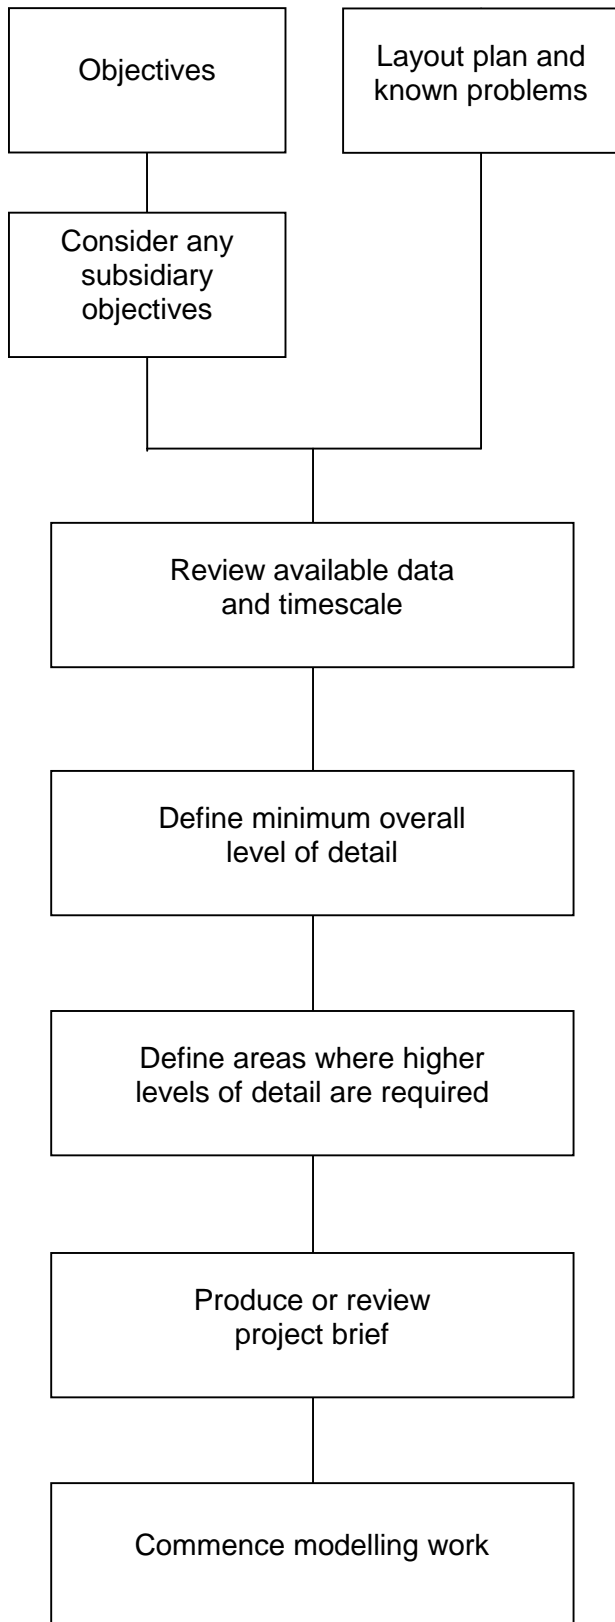 Objectives
Layout plan and
known problems
Consider any
subsidiary
objectives
Review available data
and timescale
Define minimum overall
level of detail
Define areas where higher
levels of detail are required
Produce or review
project brief
Commence modelling work